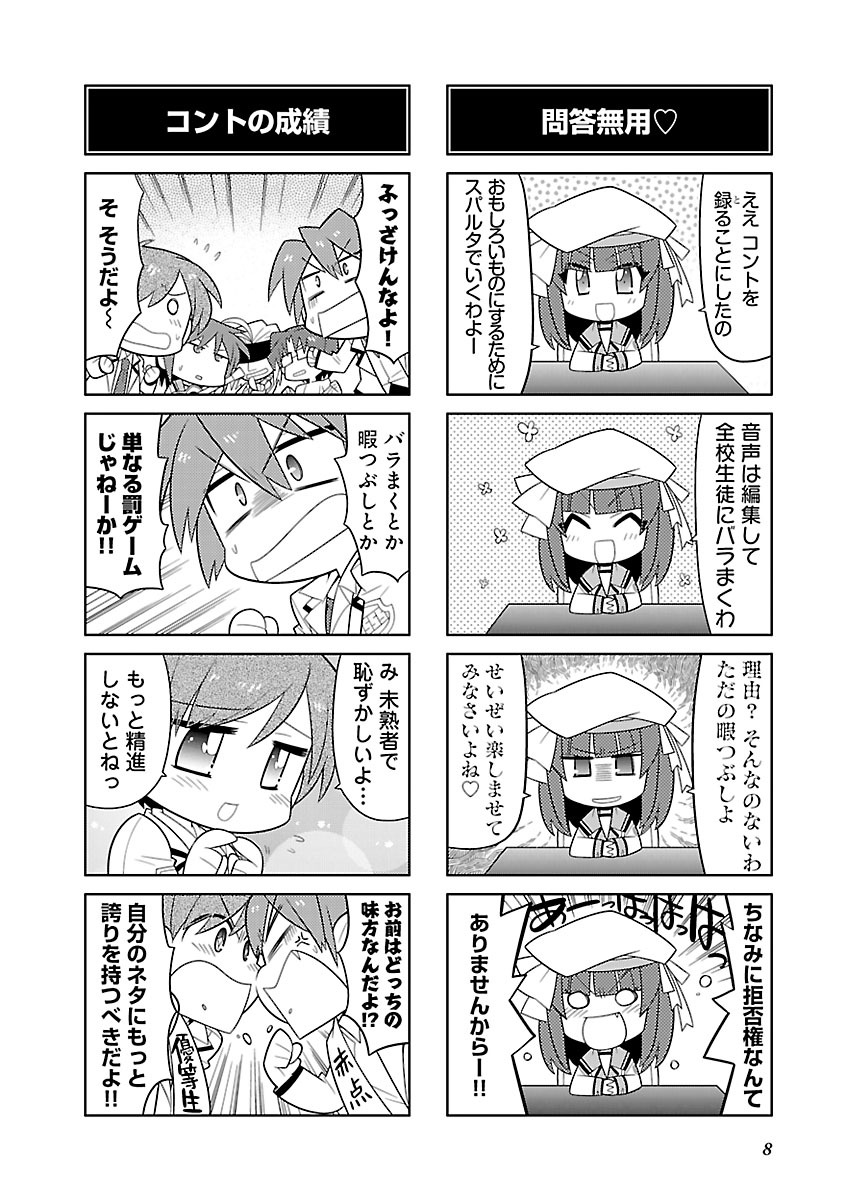 問答無用♡
ええ コントを
録ることにしたの
と
おもしろいものにするために
スパルタでいくわよー
音声は編集して
全校生徒にバラまくわ
理由？ そんなのないわ
ただの暇つぶしよ
せいぜい楽しませて
みなさいよね♡
ちなみに拒否権なんて
ありませんからー!!
あーっほっほっほっ
コントの成績
ふっざけんなよ！
そ そうだよ～
バラまくとか
暇つぶしとか
単なる罰ゲーム
じゃねーか!!
み 未熟者で
恥ずかしいよ…
もっと精進
しないとねっ
お前はどっちの
味方なんだよ!?
赤点
自分のネタにもっと
誇りを持つべきだよ!!
優等生
8